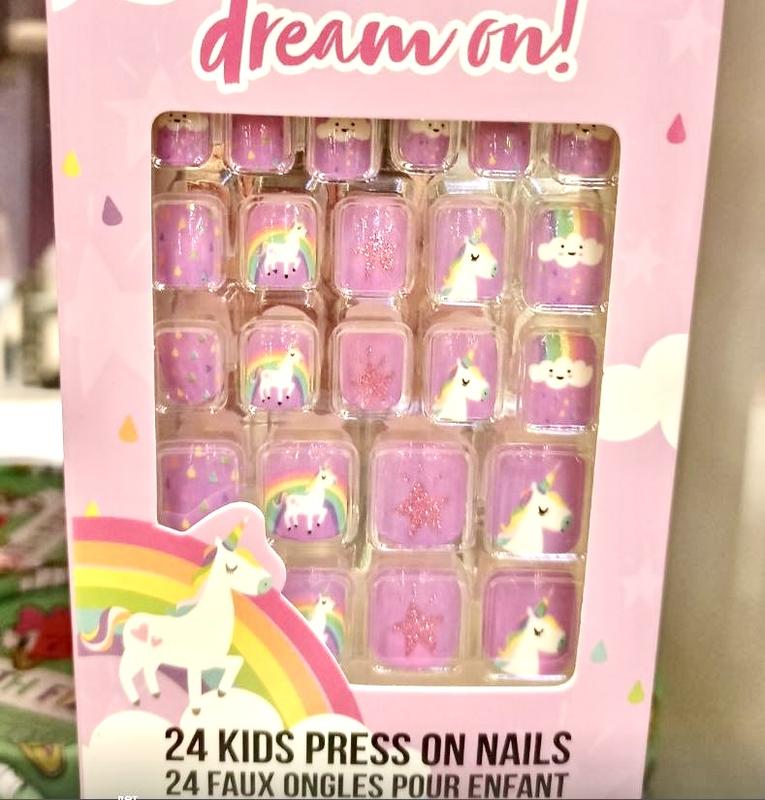 dream on!
24 KIDS PRESS ON NAILS
24 FAUX ONGLES POUR ENFANT